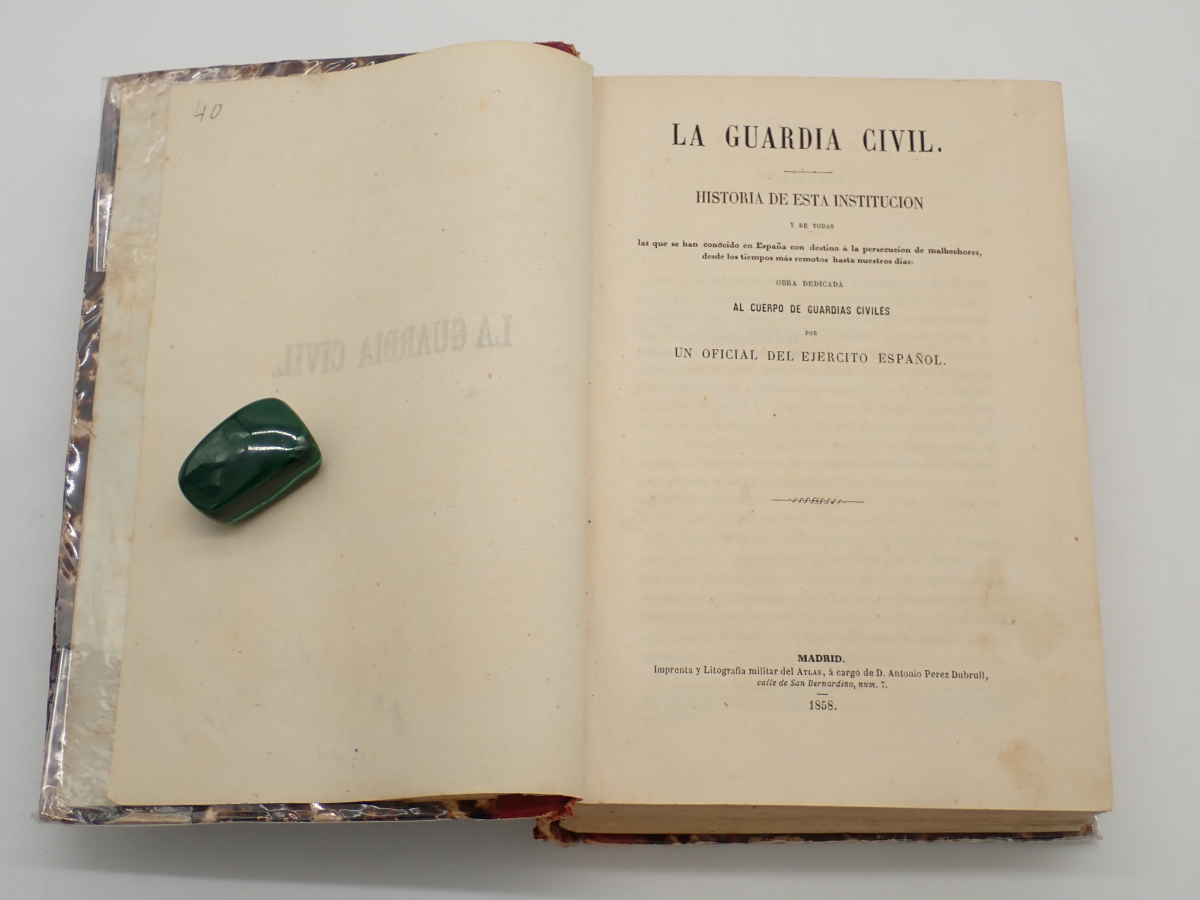 40
LA GUARDIA CIVIL
LA GUARDIA CIVIL.
HISTORIA DE ESTA INSTITUCION
Y DE TODAS
las que se han conocido en España con destino á la persecucion de malhechores,
desde los tiempos más remotos hasta nuestros dias:
OBRA DEDICADA
AL CUERPO DE GUARDIAS CIVILES
POR
UN OFICIAL DEL EJERCITO ESPAÑOL.
MADRID.
Imprenta y Litografía militar del ATLAS, á cargo de D. Antonio Perez Dubrull,
calle de San Bernardino, num. 7.
1858.